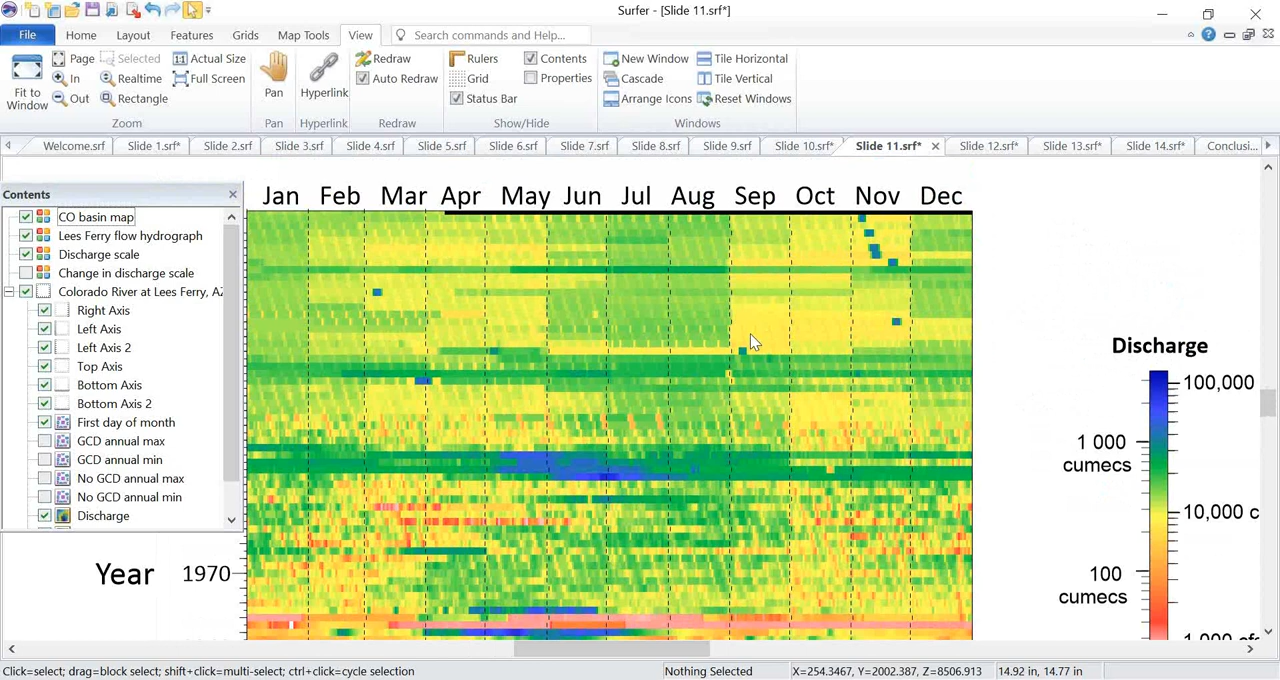 Surfer - [Slide 11.srf*]
File Home Layout Features Grids Map Tools View Search commands and Help...
Page Selected Actual Size
Fit to Window In Realtime Full Screen
Out Rectangle
Zoom
Pan
Pan
Hyperlink
Hyperlink
Redraw
Auto Redraw
Redraw
Rulers Contents
Grid Properties
Status Bar
Show/Hide
New Window Tile Horizontal
Cascade Tile Vertical
Arrange Icons Reset Windows
Windows
Welcome.srf Slide 1.srf* Slide 2.srf Slide 3.srf Slide 4.srf Slide 5.srf Slide 6.srf Slide 7.srf Slide 8.srf Slide 9.srf Slide 10.srf* Slide 11.srf* Slide 12.srf* Slide 13.srf* Slide 14.srf* Conclusi...
Contents
CO basin map
Lees Ferry flow hydrograph
Discharge scale
Change in discharge scale
Colorado River at Lees Ferry, AZ
Right Axis
Left Axis
Left Axis 2
Top Axis
Bottom Axis
Bottom Axis 2
First day of month
GCD annual max
GCD annual min
No GCD annual max
No GCD annual min
Discharge
Jan Feb Mar Apr May Jun Jul Aug Sep Oct Nov Dec
Year 1970
Discharge
100,000
1 000 cumecs
10,000 c
100 cumecs
Click=select; drag=block select; shift+click=multi-select; ctrl+click=cycle selection Nothing Selected X=254.3467, Y=2002.387, Z=8506.913 14.92 in, 14.77 in